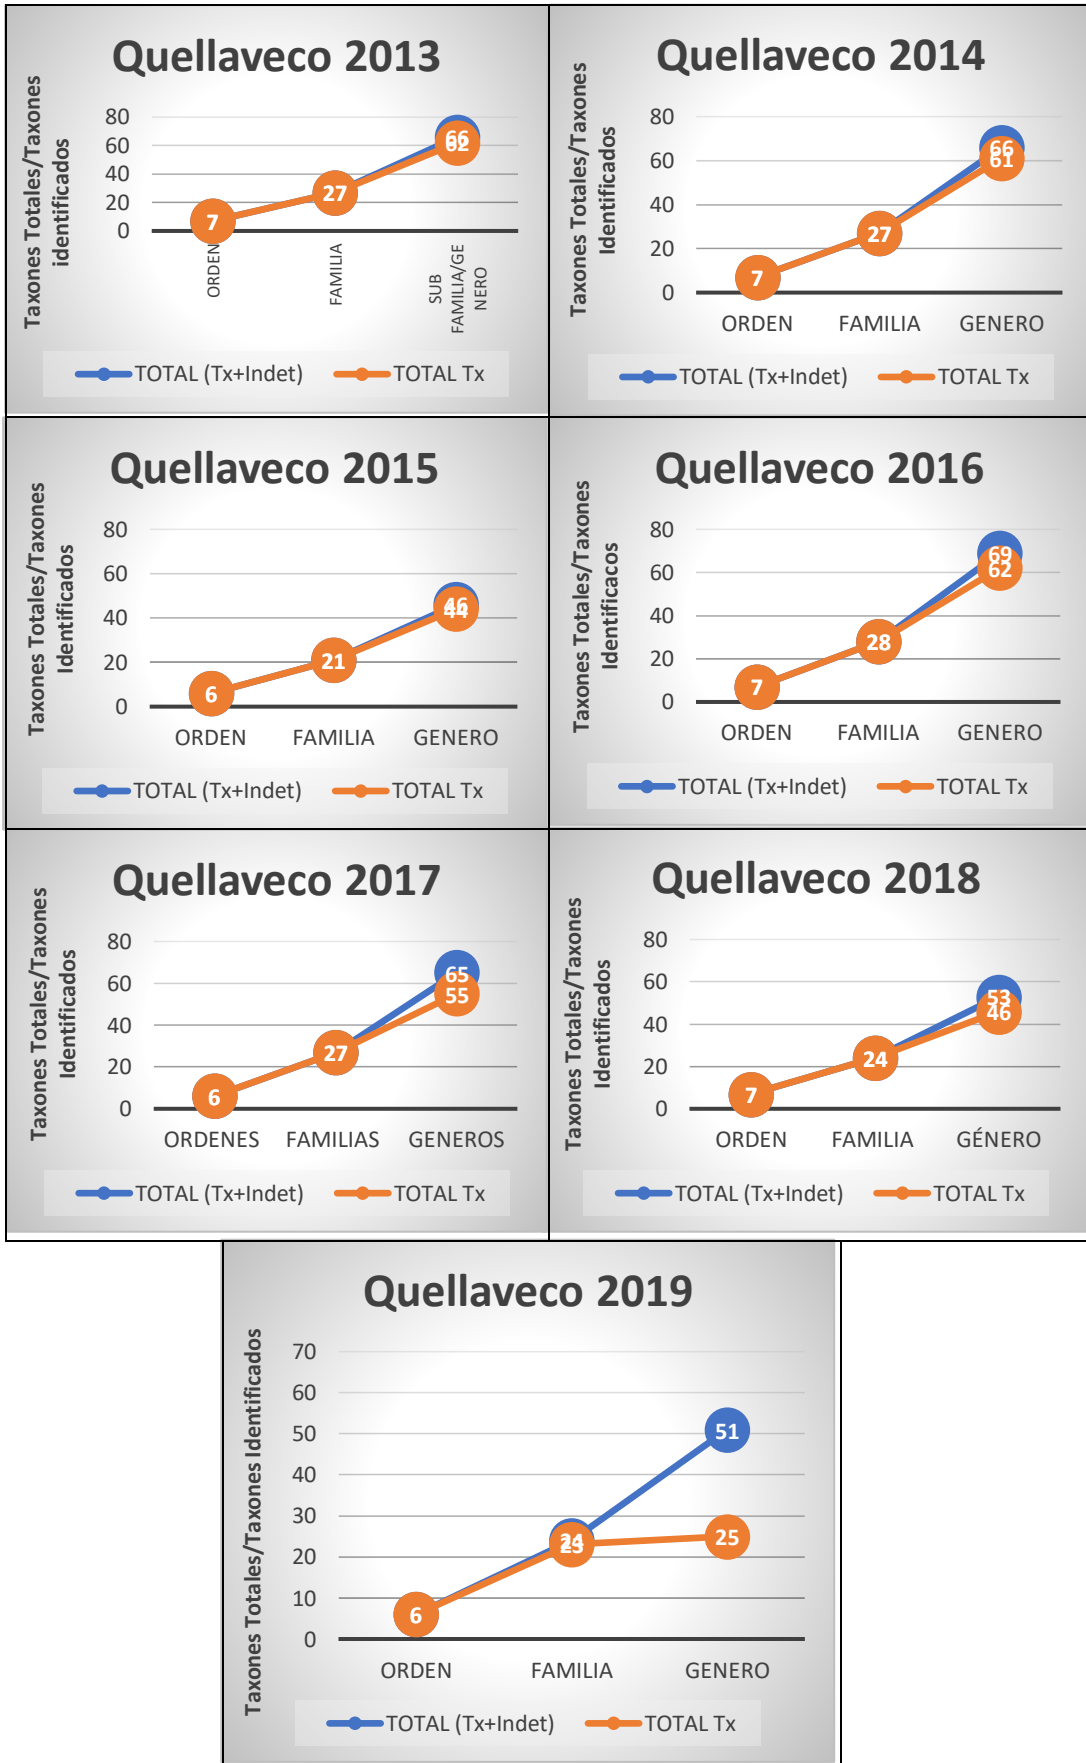 Quellaveco 2013
Taxones Totales/Taxones
identificados
80
60
40
20
0
66
62
27
7
ORDEN
FAMILIA
SUB
FAMILIA/GE
NERO
TOTAL (Tx+Indet)
TOTAL Tx
Quellaveco 2014
Taxones Totales/Taxones
Identificados
80
60
40
20
0
66
61
27
7
ORDEN
FAMILIA
GENERO
TOTAL (Tx+Indet)
TOTAL Tx
Quellaveco 2015
Taxones Totales/Taxones
Identificados
80
60
40
20
0
46
44
21
6
ORDEN
FAMILIA
GENERO
TOTAL (Tx+Indet)
TOTAL Tx
Quellaveco 2016
Taxones Totales/Taxones
Identificacos
80
60
40
20
0
69
62
28
7
ORDEN
FAMILIA
GENERO
TOTAL (Tx+Indet)
TOTAL Tx
Quellaveco 2017
Taxones Totales/Taxones
Identificados
80
60
40
20
0
65
55
27
6
ORDENES
FAMILIAS
GENEROS
TOTAL (Tx+Indet)
TOTAL Tx
Quellaveco 2018
Taxones Totales/Taxones
Identificados
80
60
40
20
0
53
46
24
7
ORDEN
FAMILIA
GÉNERO
TOTAL (Tx+Indet)
TOTAL Tx
Quellaveco 2019
Taxones Totales/Taxones Identificados
70
60
50
40
30
20
10
0
51
24
23
25
6
ORDEN
FAMILIA
GENERO
TOTAL (Tx+Indet)
TOTAL Tx